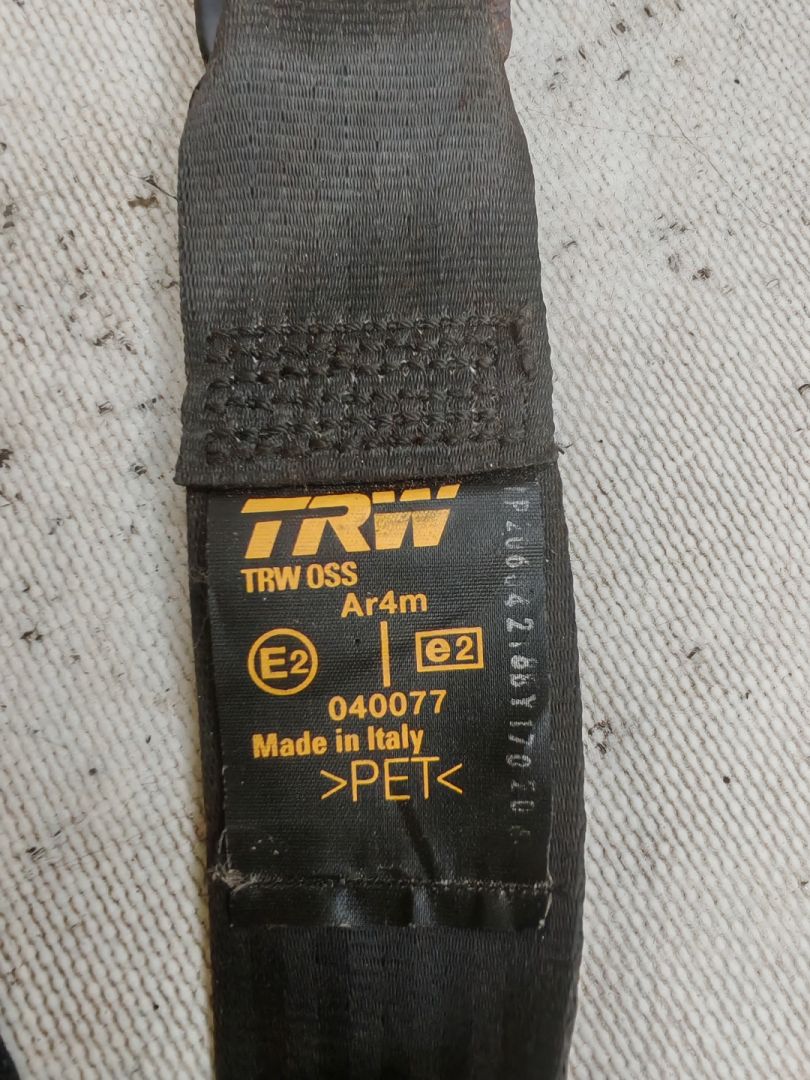 TRW
TRW OSS
Ar4m
E2 | e2
040077
Made in Italy
>PET<